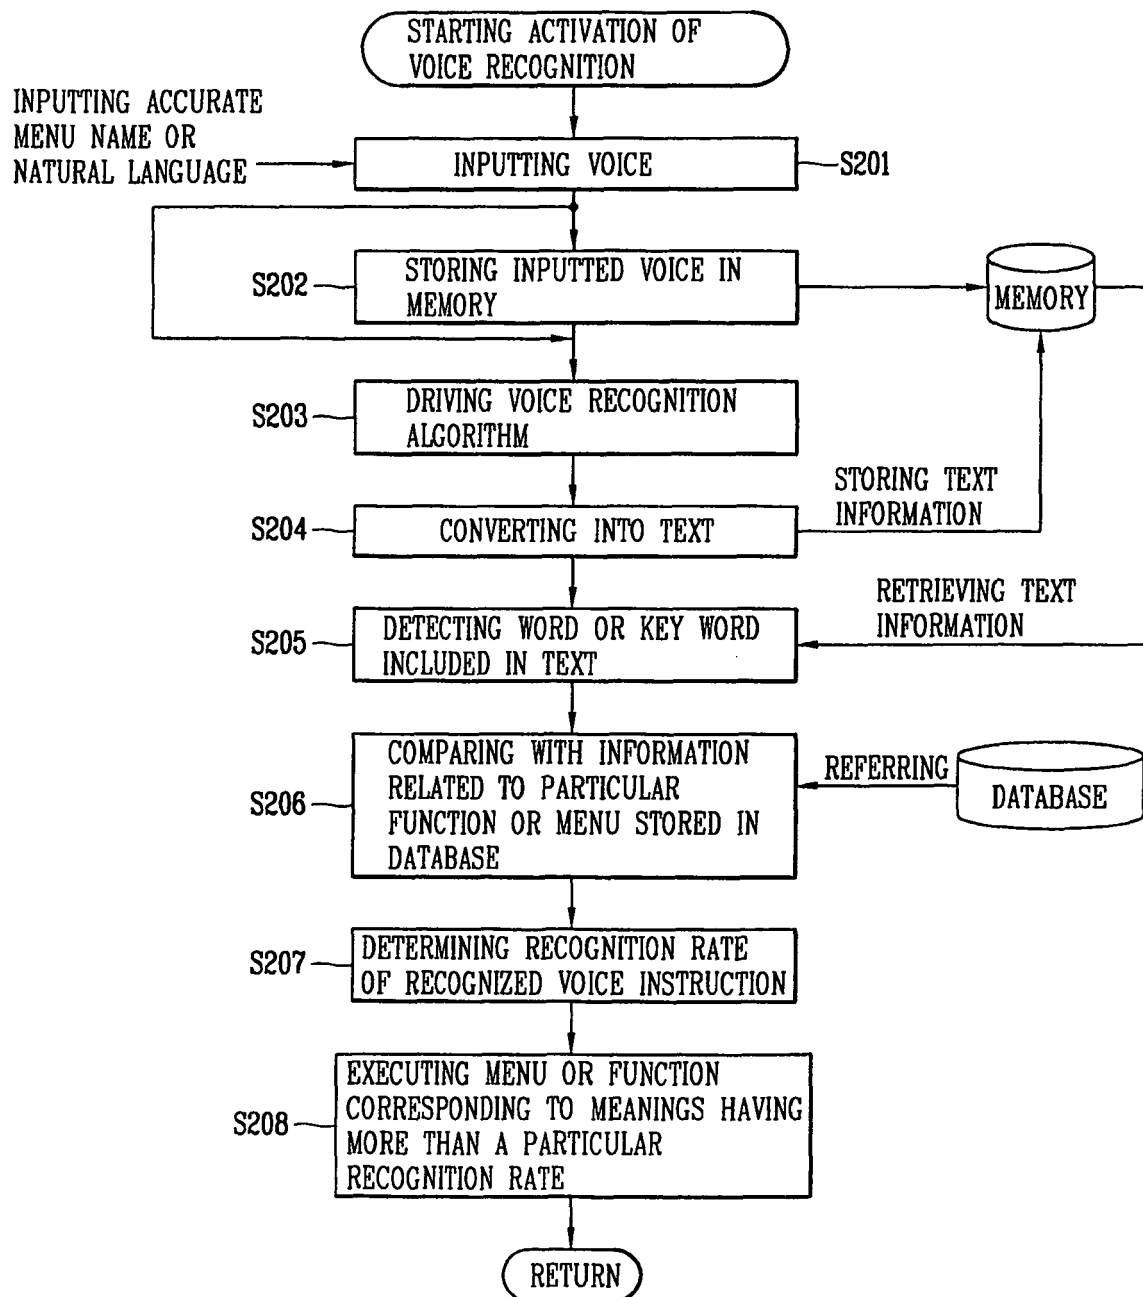 STARTING ACTIVATION OF
VOICE RECOGNITION
INPUTTING ACCURATE
MENU NAME OR
NATURAL LANGUAGE
INPUTTING VOICE
S201
S202
STORING INPUTTED VOICE IN
MEMORY
MEMORY
S203
DRIVING VOICE RECOGNITION
ALGORITHM
STORING TEXT
INFORMATION
S204
CONVERTING INTO TEXT
RETRIEVING TEXT
INFORMATION
S205
DETECTING WORD OR KEY WORD
INCLUDED IN TEXT
S206
COMPARING WITH INFORMATION
RELATED TO PARTICULAR
FUNCTION OR MENU STORED IN
DATABASE
REFERRING
DATABASE
S207
DETERMINING RECOGNITION RATE
OF RECOGNIZED VOICE INSTRUCTION
S208
EXECUTING MENU OR FUNCTION
CORRESPONDING TO MEANINGS HAVING
MORE THAN A PARTICULAR
RECOGNITION RATE
RETURN